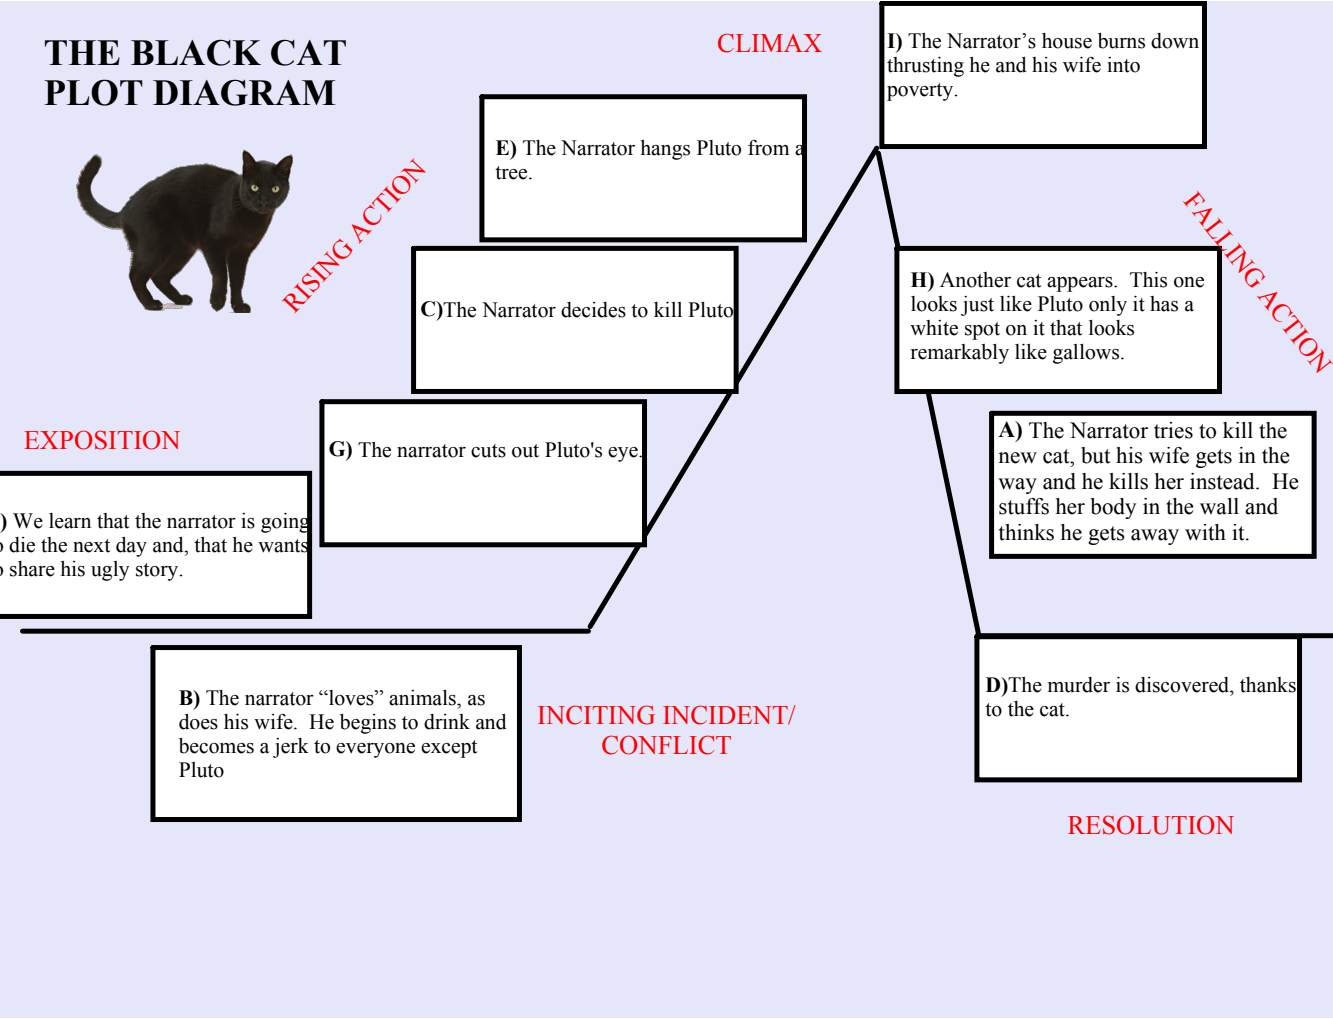 THE BLACK CAT
PLOT DIAGRAM
CLIMAX
I) The Narrator's house burns down
thrusting he and his wife into
poverty.
E) The Narrator hangs Pluto from a
tree.
RISING ACTION
FALLING ACTION
C)The Narrator decides to kill Pluto
H) Another cat appears. This one
looks just like Pluto only it has a
white spot on it that looks
remarkably like gallows.
G) The narrator cuts out Pluto's eye.
A) The Narrator tries to kill the
new cat, but his wife gets in the
way and he kills her instead. He
stuffs her body in the wall and
thinks he gets away with it.
EXPOSITION
) We learn that the narrator is going
o die the next day and, that he wants
o share his ugly story.
B) The narrator “loves” animals, as
does his wife. He begins to drink and
becomes a jerk to everyone except
Pluto
INCITING INCIDENT/
CONFLICT
D)The murder is discovered, thanks
to the cat.
RESOLUTION